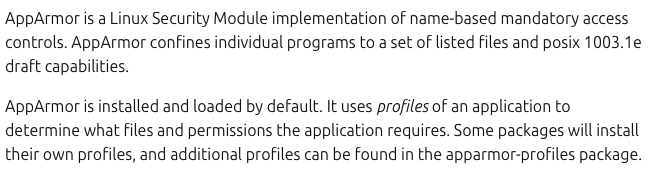 AppArmor is a Linux Security Module implementation of name-based mandatory access
controls. AppArmor confines individual programs to a set of listed files and posix 1003.1e
draft capabilities.
AppArmor is installed and loaded by default. It uses profiles of an application to
determine what files and permissions the application requires. Some packages will install
their own profiles, and additional profiles can be found in the apparmor-profiles package.